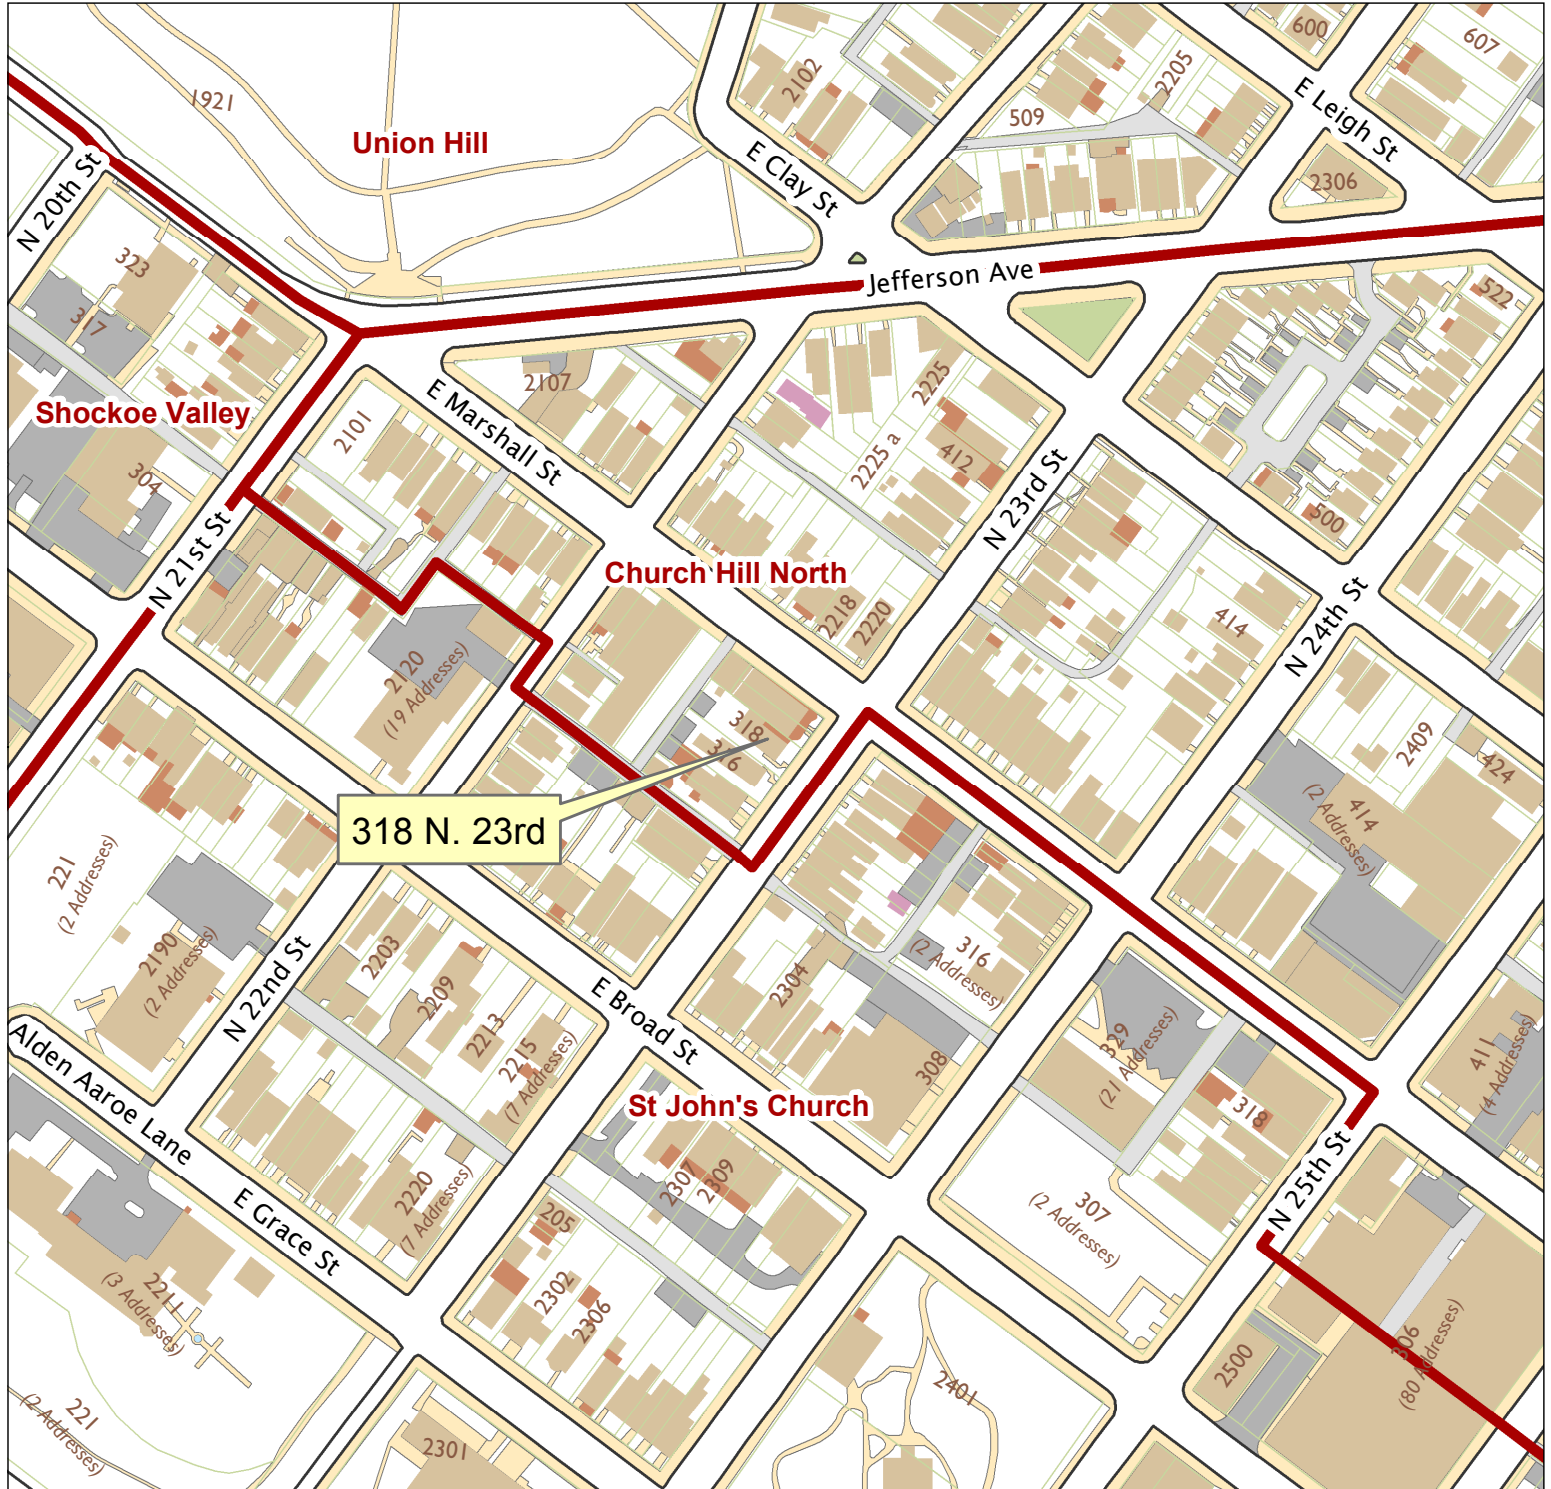 600
607
2102
2205
1921
E Leigh St
509
Union Hill
E Clay St
2306
N 20th St
323
Jefferson Ave
522
317
2107
2225
E Marshall St
Shockoe Valley
2101
2225 a
412
304
N 23rd St
500
N 21st St
Church Hill North
2218
2220
414
N 24th St
2120
(19 Addresses)
318
316
2409
424
318 N. 23rd
414
(2 Addresses)
221
(2 Addresses)
2190
(2 Addresses)
2203
2209
2213
2215
(7 Addresses)
N 22nd St
E Broad St
2304
316
(2 Addresses)
308
329
(21 Addresses)
318
411
(4 Addresses)
Alden Aaroe Lane
St John's Church
2307
2309
2220
(7 Addresses)
205
307
(2 Addresses)
N 25th St
E Grace St
2211
(3 Addresses)
2302
2306
306
(80 Addresses)
2500
2401
221
(2 Addresses)
2301